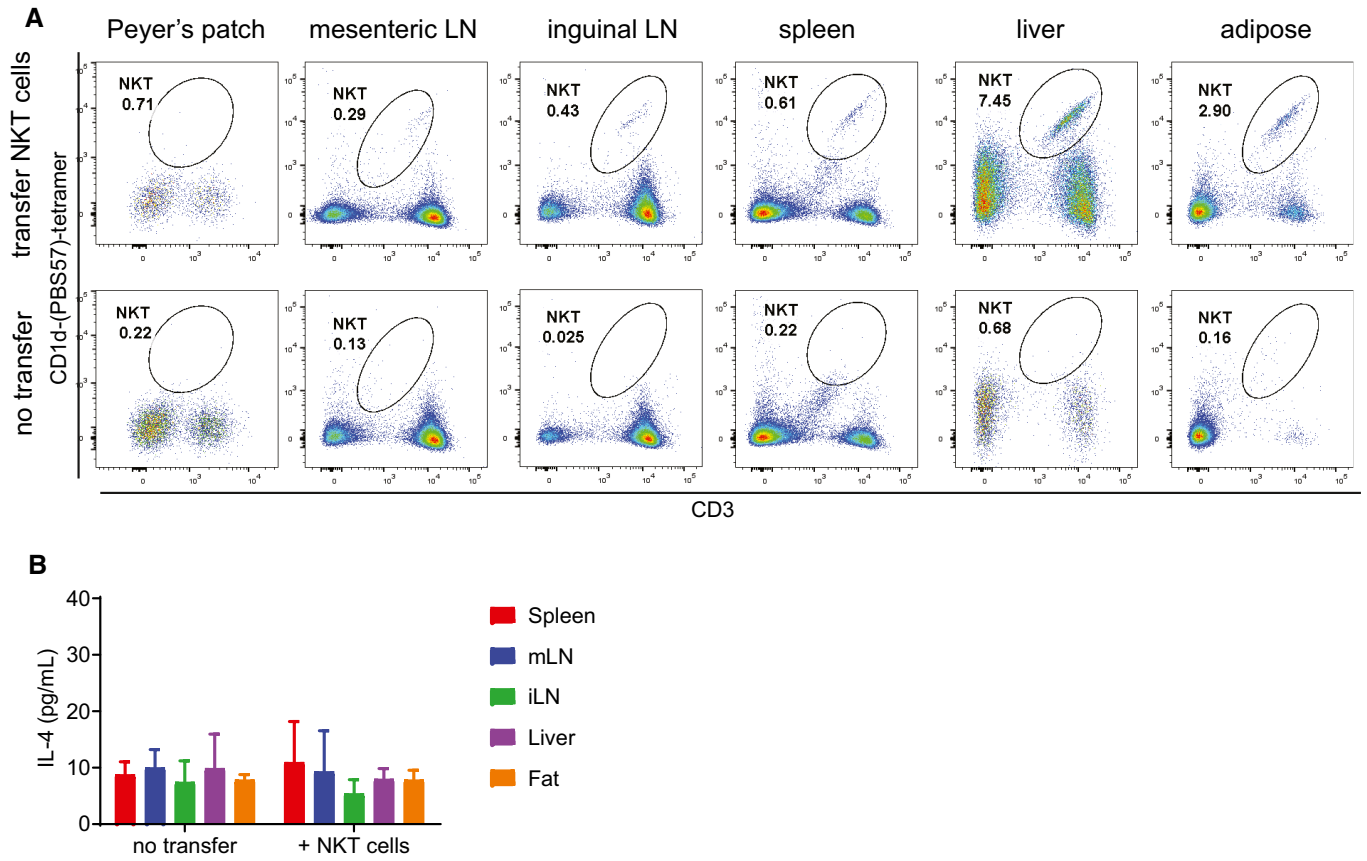 A
Peyer's patch mesenteric LN inguinal LN spleen liver adipose
transfer NKT cells
no transfer
CD1d-(PBS57)-tetramer
NKT 0.71
NKT 0.29
NKT 0.43
NKT 0.61
NKT 7.45
NKT 2.90
NKT 0.22
NKT 0.13
NKT 0.025
NKT 0.22
NKT 0.68
NKT 0.16
CD3
B
IL-4 (pg/mL)
40
30
20
10
0
no transfer + NKT cells
Spleen
mLN
iLN
Liver
Fat